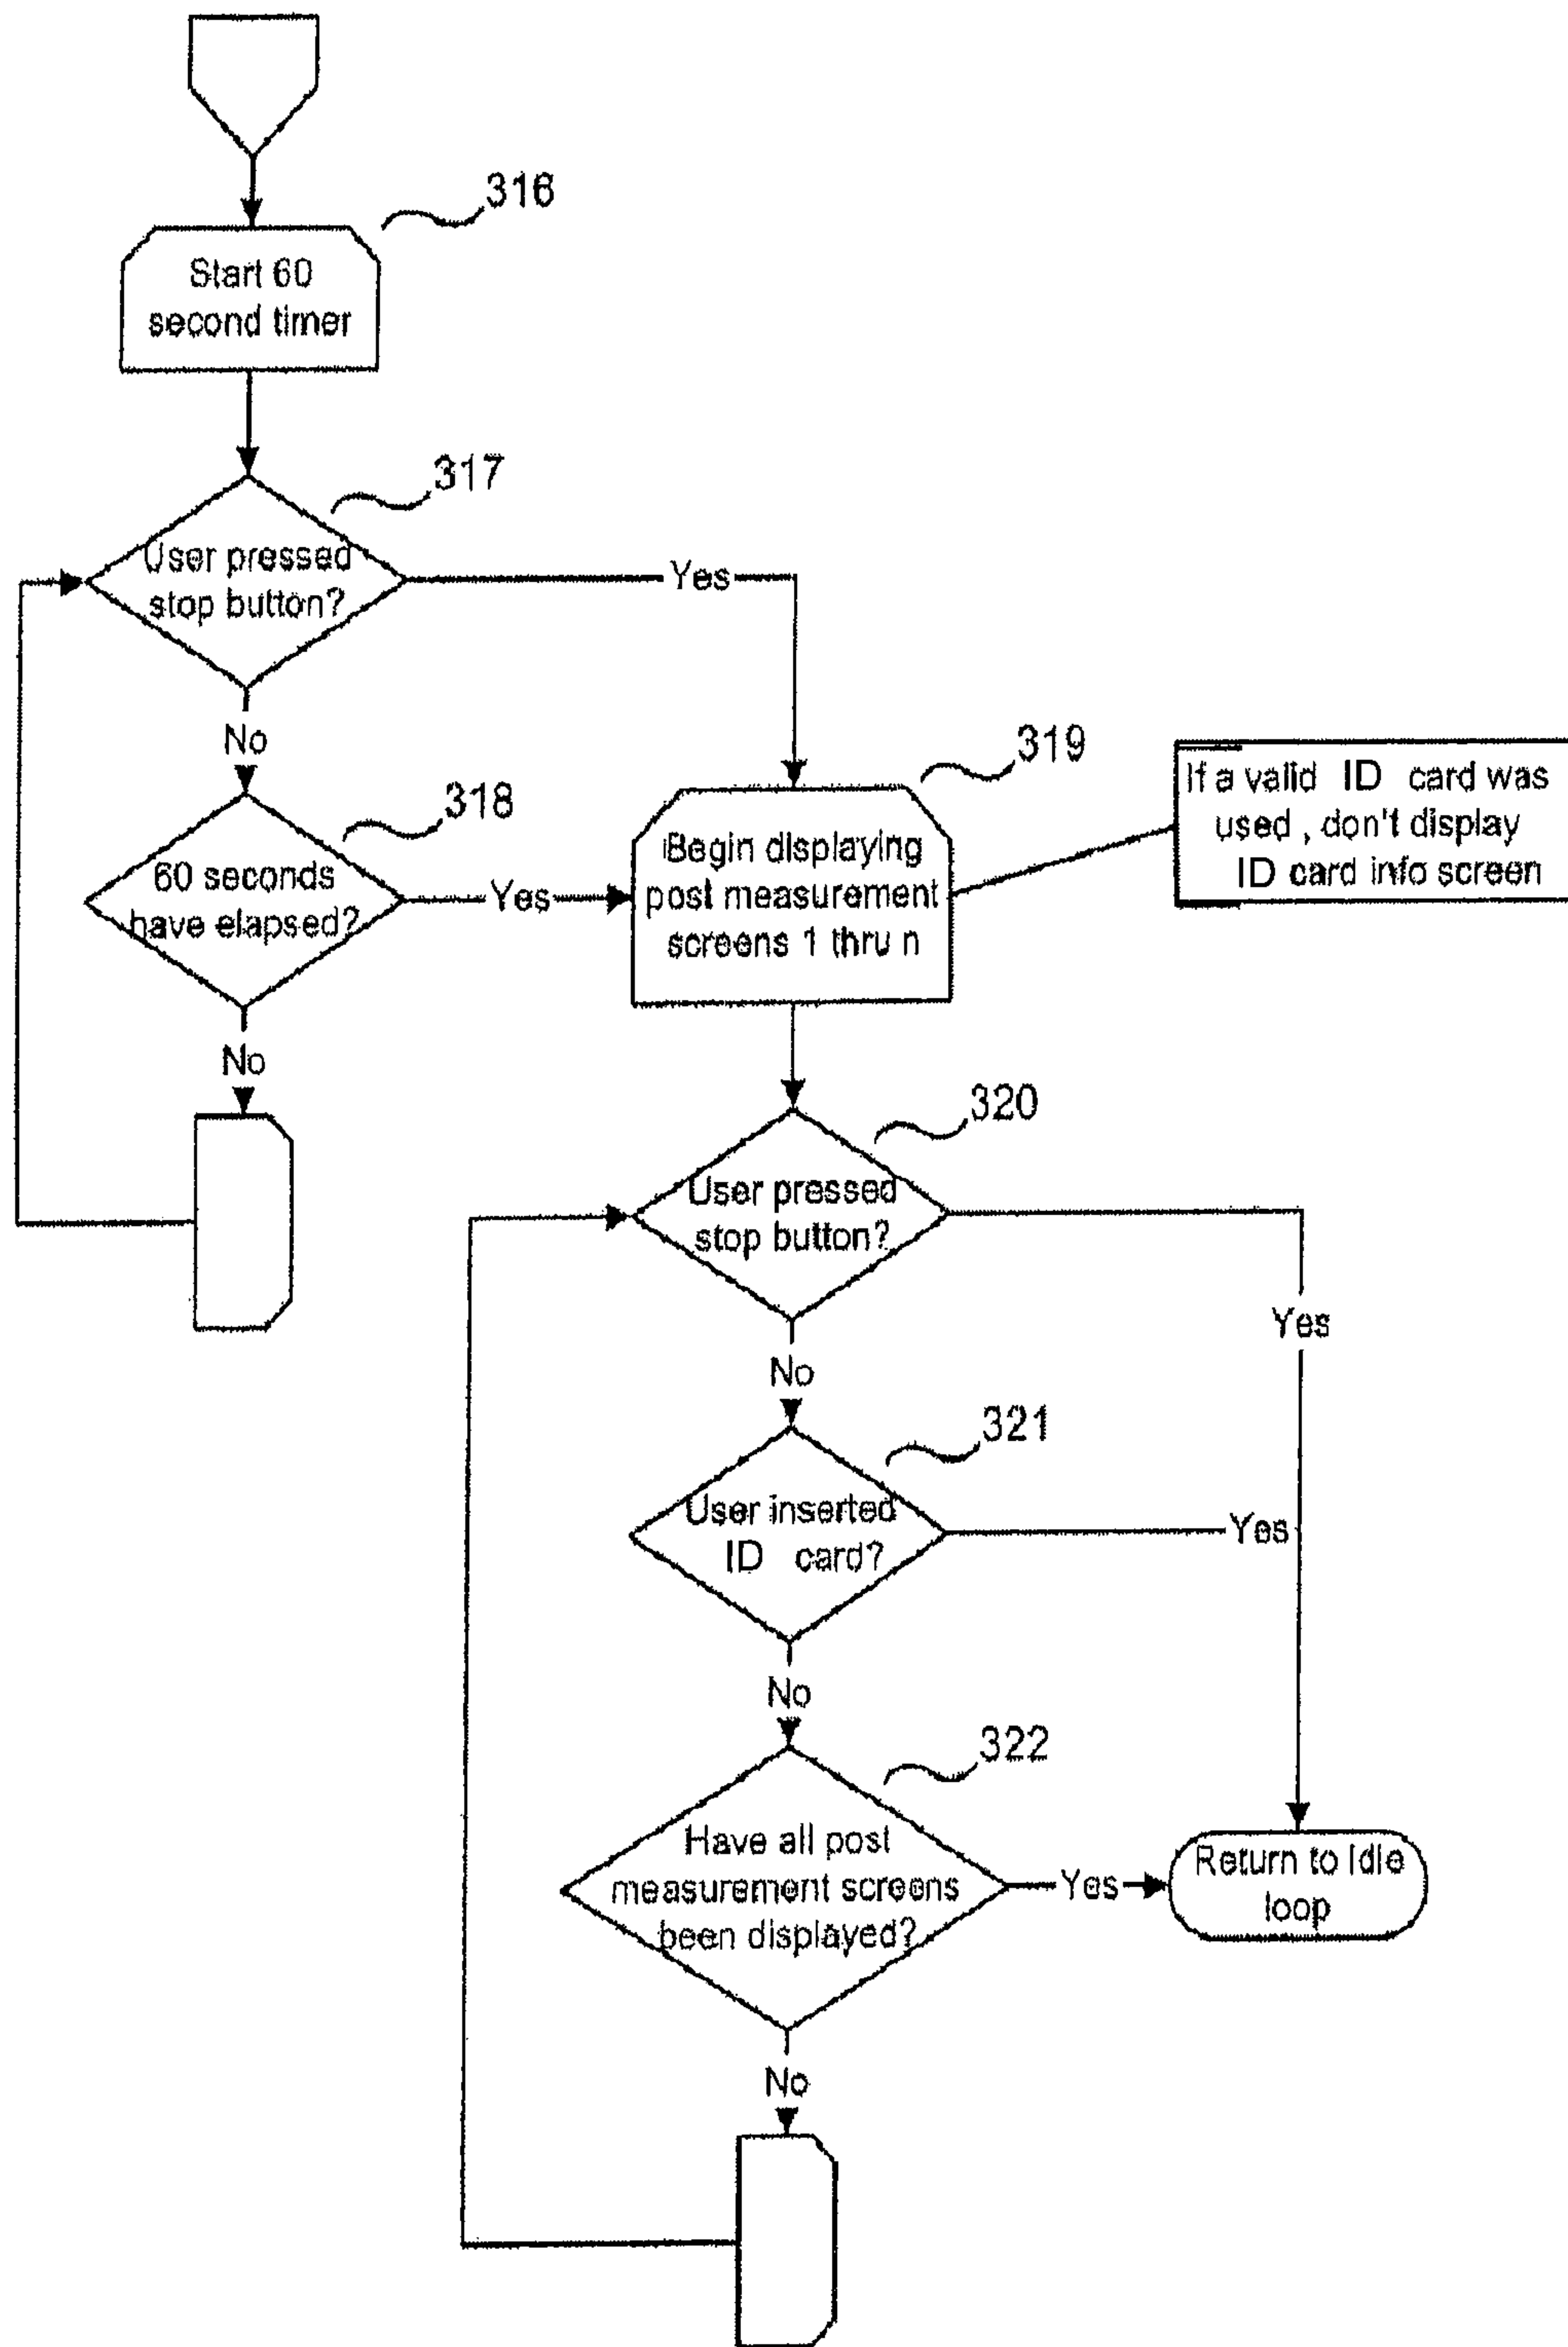 316
Start 60
second timer
317
User pressed
stop button?
Yes
No
318
60 seconds
have elapsed?
Yes
No
319
Begin displaying
post measurement
screens 1 thru n
If a valid ID card was
used , don't display
ID card info screen
320
User pressed
stop button?
Yes
No
321
User inserted
ID card?
Yes
No
322
Have all post
measurement screens
been displayed?
Yes
Return to Idle
loop
No